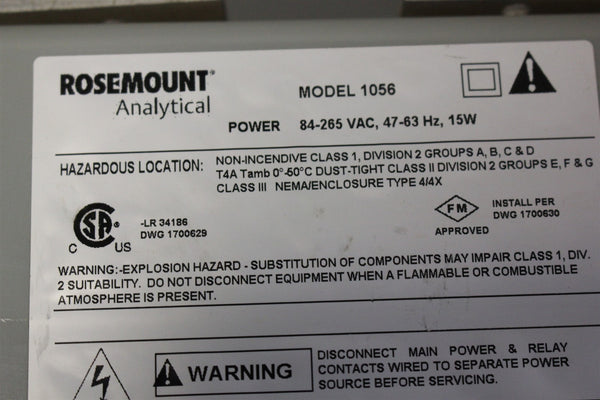 ROSEMOUNT®
Analytical
MODEL 1056
POWER 84-265 VAC, 47-63 Hz, 15W
HAZARDOUS LOCATION: NON-INCENDIVE CLASS 1, DIVISION 2 GROUPS A, B, C & D
T4A Tamb 0°-50°C DUST-TIGHT CLASS II DIVISION 2 GROUPS E, F & G
CLASS III NEMA/ENCLOSURE TYPE 4/4X
C SA US
-LR 34186
DWG 1700629
FM
APPROVED
INSTALL PER
DWG 1700630
WARNING:-EXPLOSION HAZARD - SUBSTITUTION OF COMPONENTS MAY IMPAIR CLASS 1, DIV.
2 SUITABILITY. DO NOT DISCONNECT EQUIPMENT WHEN A FLAMMABLE OR COMBUSTIBLE
ATMOSPHERE IS PRESENT.
WARNING
DISCONNECT MAIN POWER & RELAY
CONTACTS WIRED TO SEPARATE POWER
SOURCE BEFORE SERVICING.